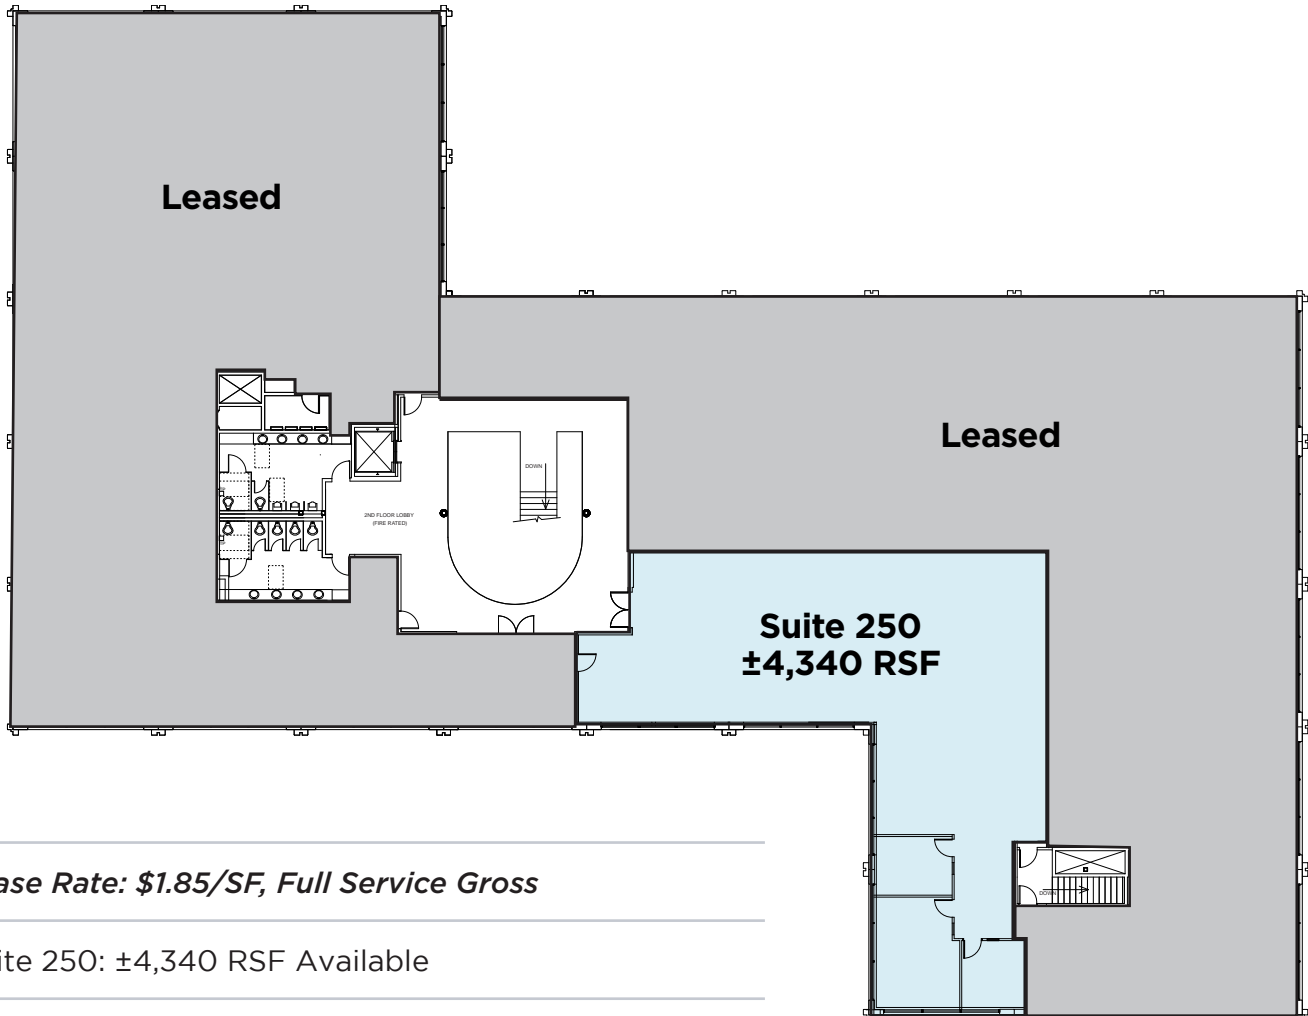 Leased
Leased
DOWN
2ND FLOOR LOBBY
(FIRE RATED)
Suite 250
±4,340 RSF
DOWN
ase Rate: $1.85/SF, Full Service Gross
ite 250: ±4,340 RSF Available